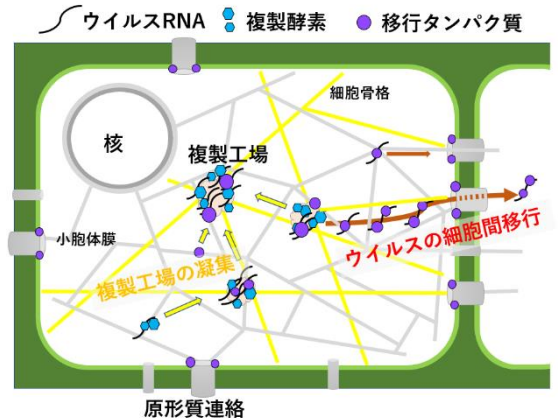 ウイルスRNA 複製酵素 移行タンパク質
細胞骨格
核
複製工場
小胞体膜
ウイルスの細胞間移行
複製工場の凝集
原形質連絡